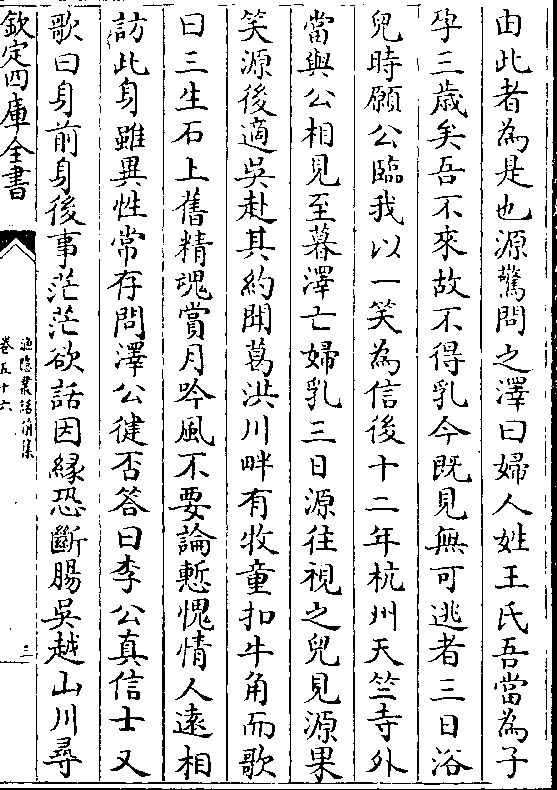 由此者為是也源驚問之澤曰婦人姓王氏吾當為子
孕三歳矣吾不來故不得乳今既見無可逃者三日浴
兒時願公臨我以一笑為信後十二年杭州天竺寺外
當與公相見至暮澤亡婦乳三日源往視之兒見源果
笑源後適吳赴其約聞葛洪川畔有牧童扣牛角而歌
曰三生石上舊精魂賞月吟風不要論慙愧情人逺相
訪此身雖異性常存問澤公健否答曰李公真信士又
歌曰身前身後事茫茫欲話因縁恐斷腸吳越山川尋
欽定四庫全書
漁隠叢話前集
卷五十六
三